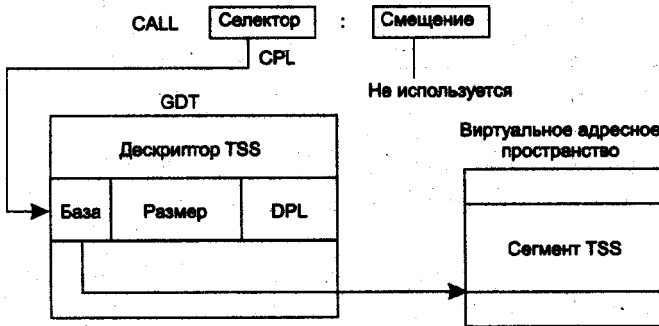 CALL Селектор : Смещение
CPL
Не используется
GDT
Виртуальное адресное
пространство
Дескриптор TSS
База Размер DPL
Сегмент TSS